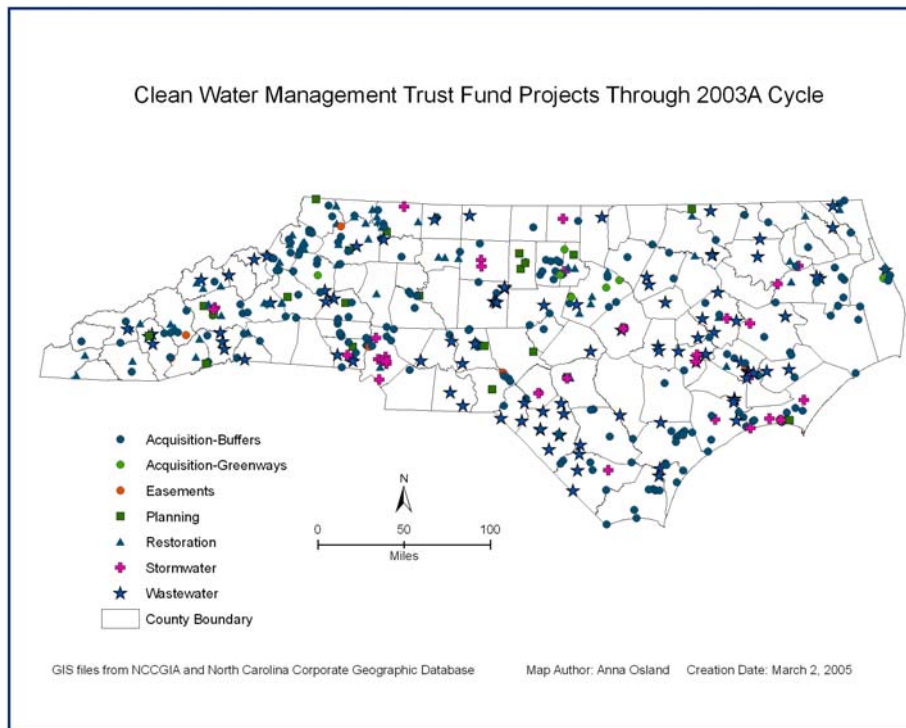 Clean Water Management Trust Fund Projects Through 2003A Cycle
Acquisition-Buffers
Acquisition-Greenways
Easements
Planning
Restoration
Stormwater
Wastewater
County Boundary
N
0 50 100
Miles
GIS files from NCCGIA and North Carolina Corporate Geographic Database Map Author: Anna Osland Creation Date: March 2, 2005